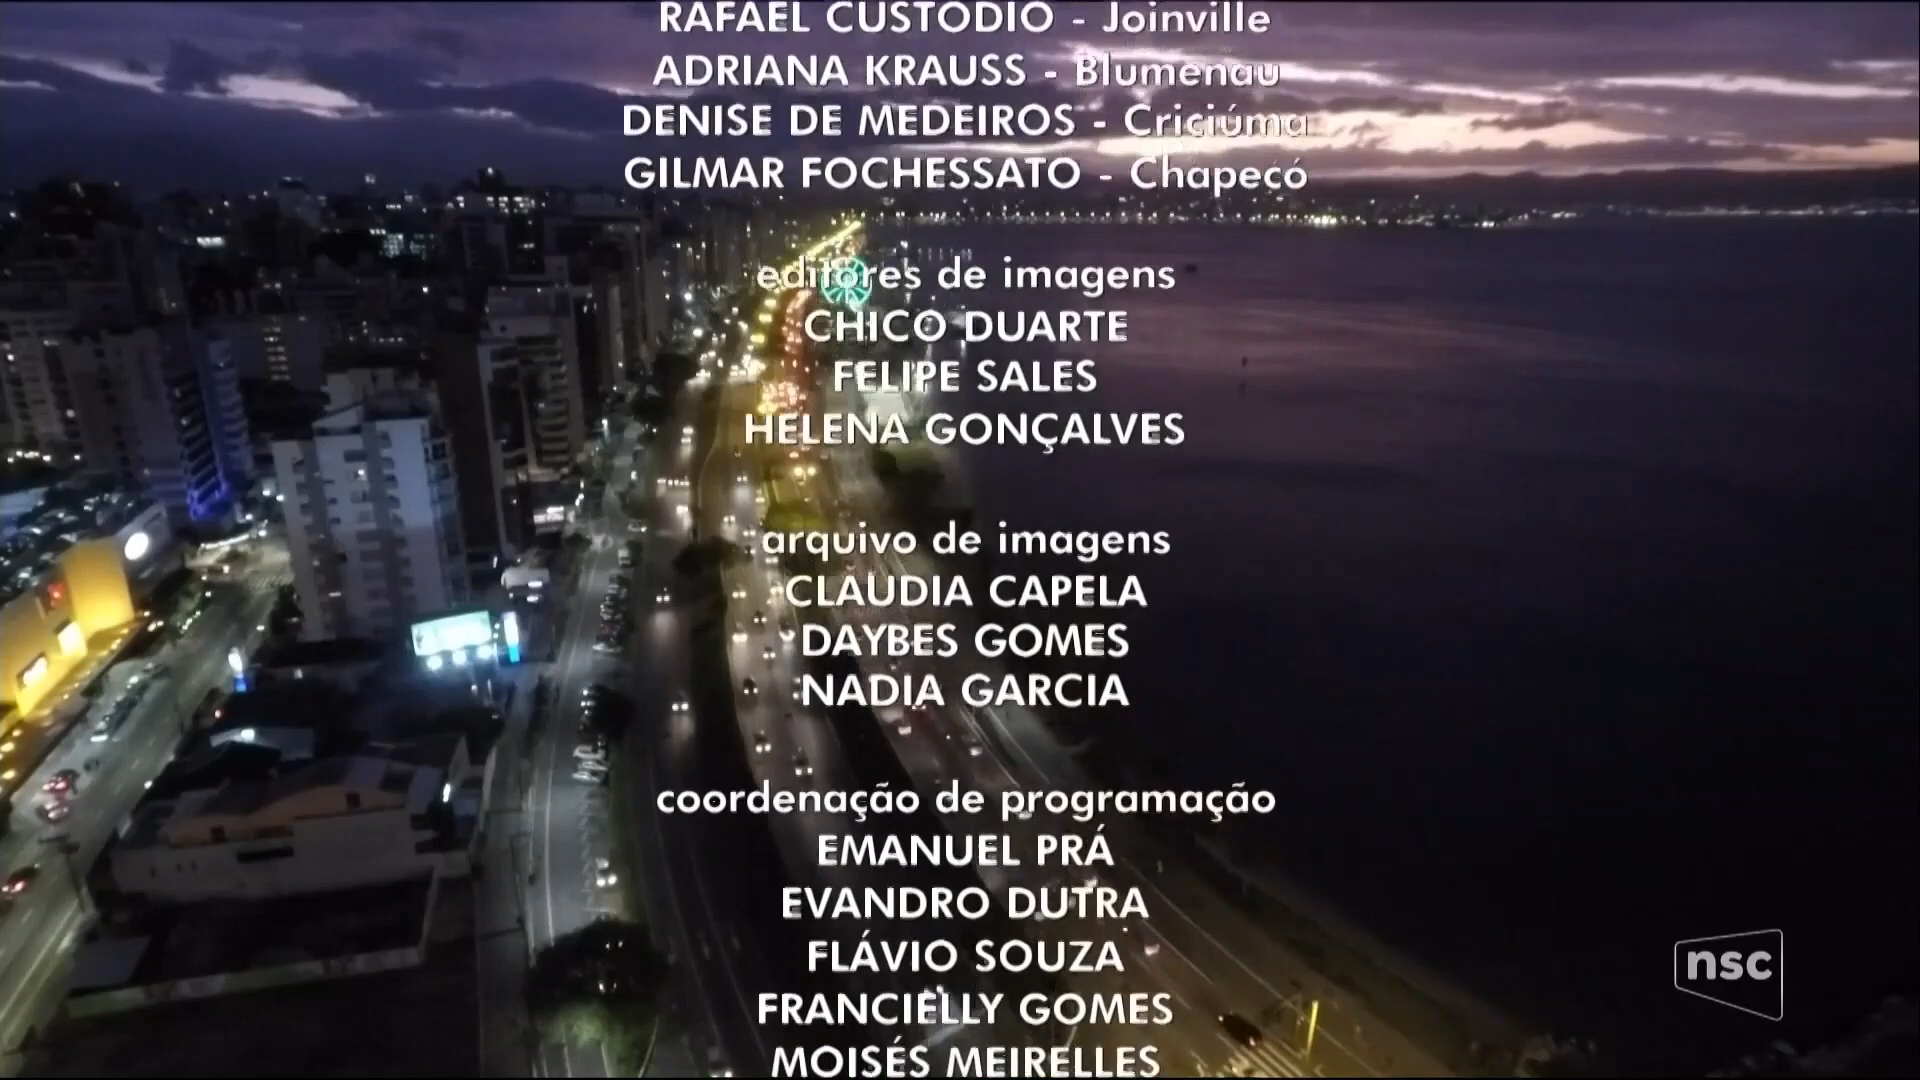 RAFAEL CUSTÓDIO - Joinville
ADRIANA KRAUSS - Blumenau
DENISE DE MEDEIROS - Criciúma
GILMAR FOCHESSATO - Chapecó
editores de imagens
CHICO DUARTE
FELIPE SALES
HELENA GONÇALVES
arquivo de imagens
CLAUDIA CAPELA
DAYBES GOMES
NADIA GARCIA
coordenação de programação
EMANUEL PRÁ
EVANDRO DUTRA
FLÁVIO SOUZA
FRANCIELLY GOMES
MOISÉS MEIRELLES
nsc